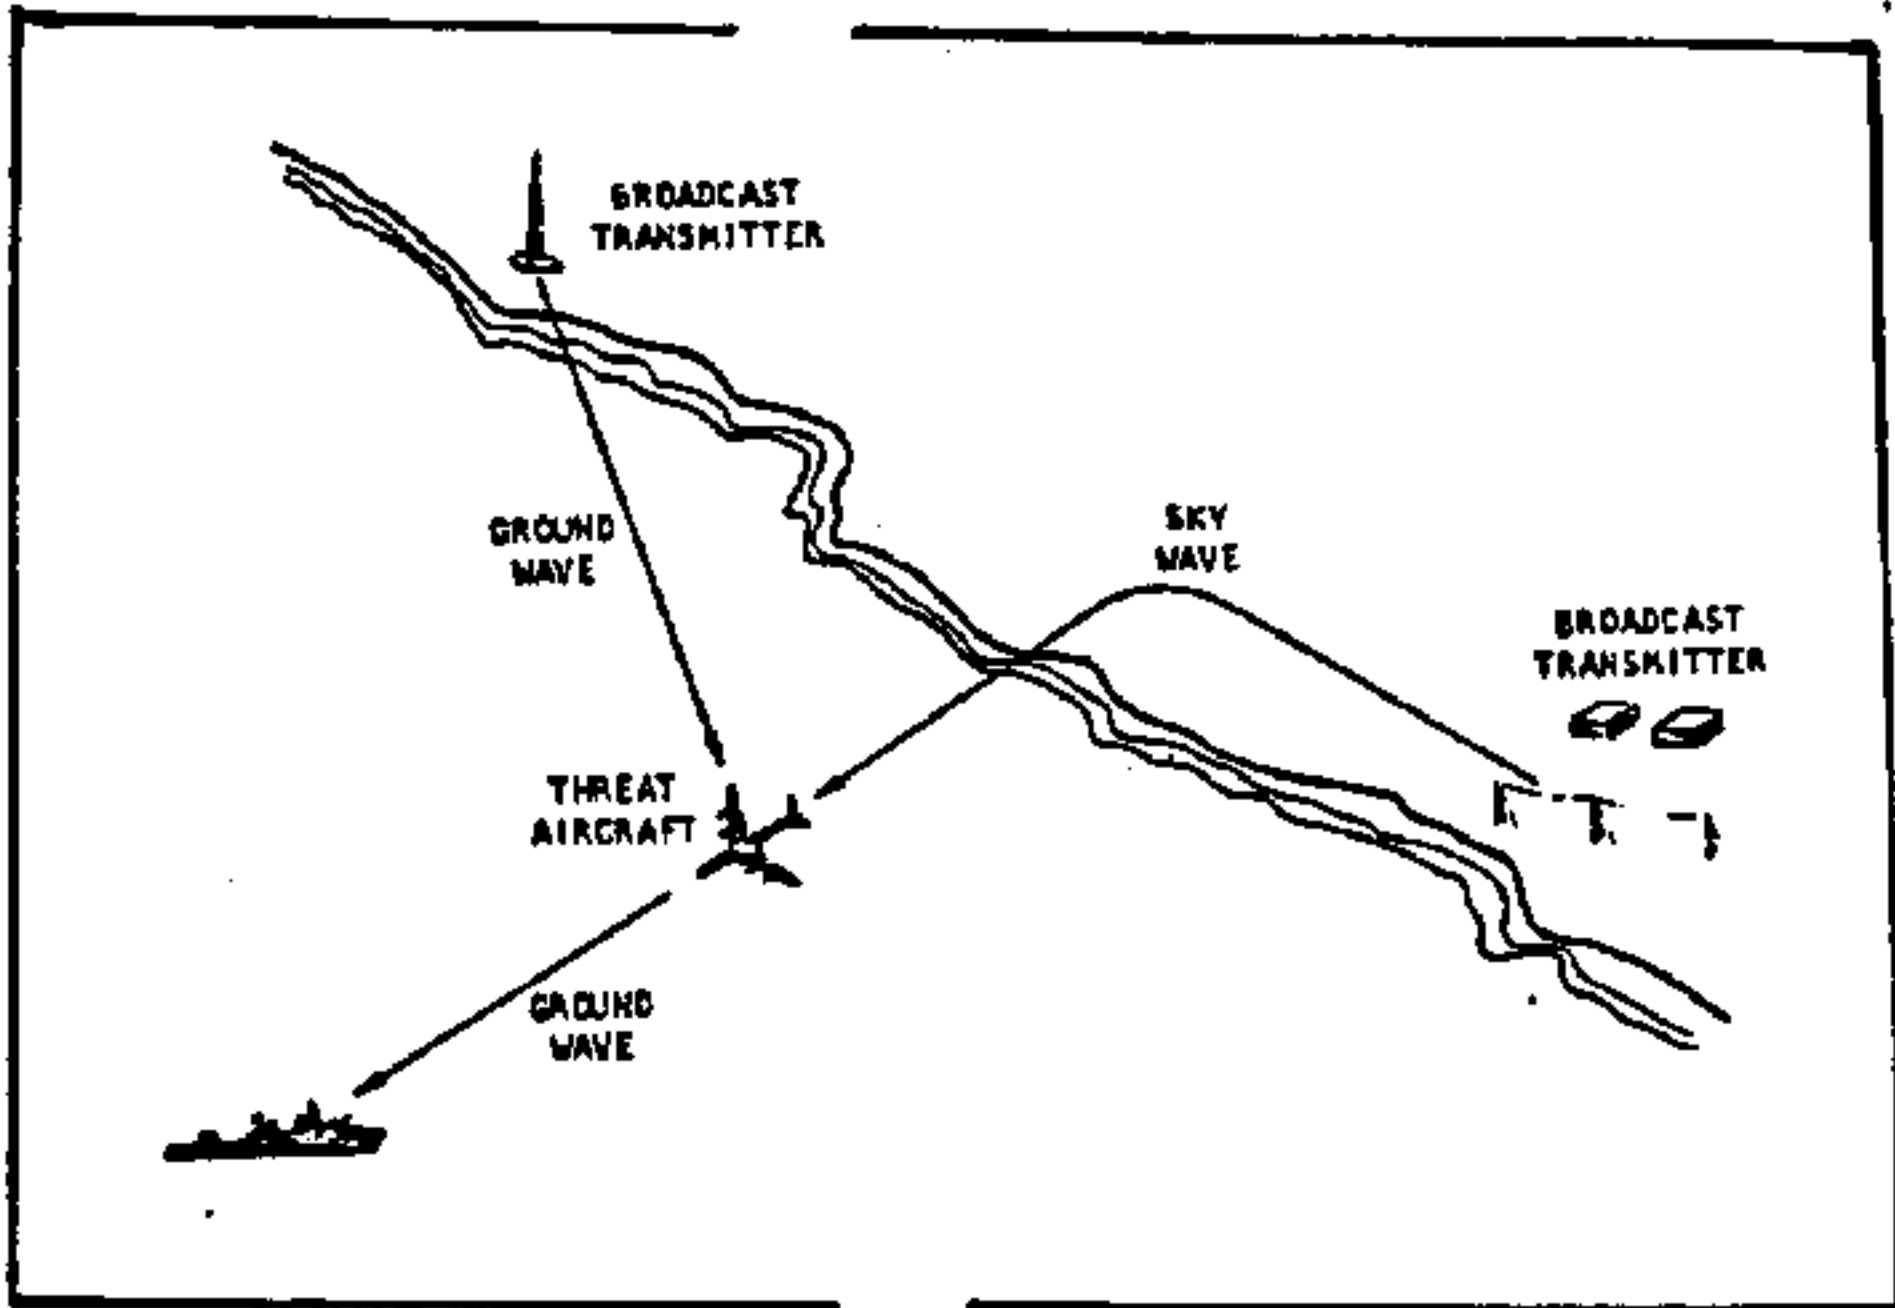 BROADCAST
TRANSMITTER
GROUND
WAVE
SKY
WAVE
BROADCAST
TRANSMITTER
THREAT
AIRCRAFT
GROUND
WAVE